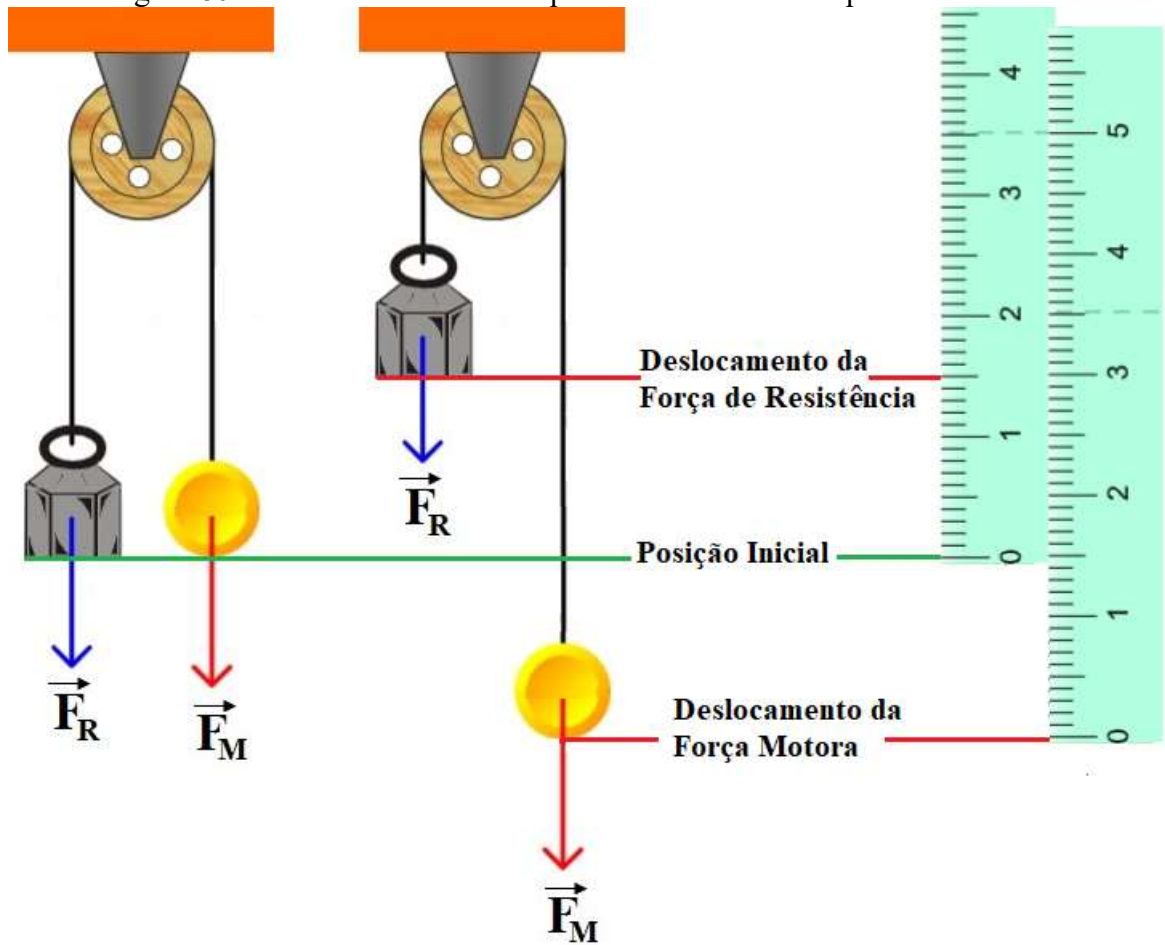 Deslocamento da
Força de Resistência
F_R
Posição Inicial
F_R
F_M
Deslocamento da
Força Motora
F_M
4
3
2
1
0
5
4
3
2
1
0